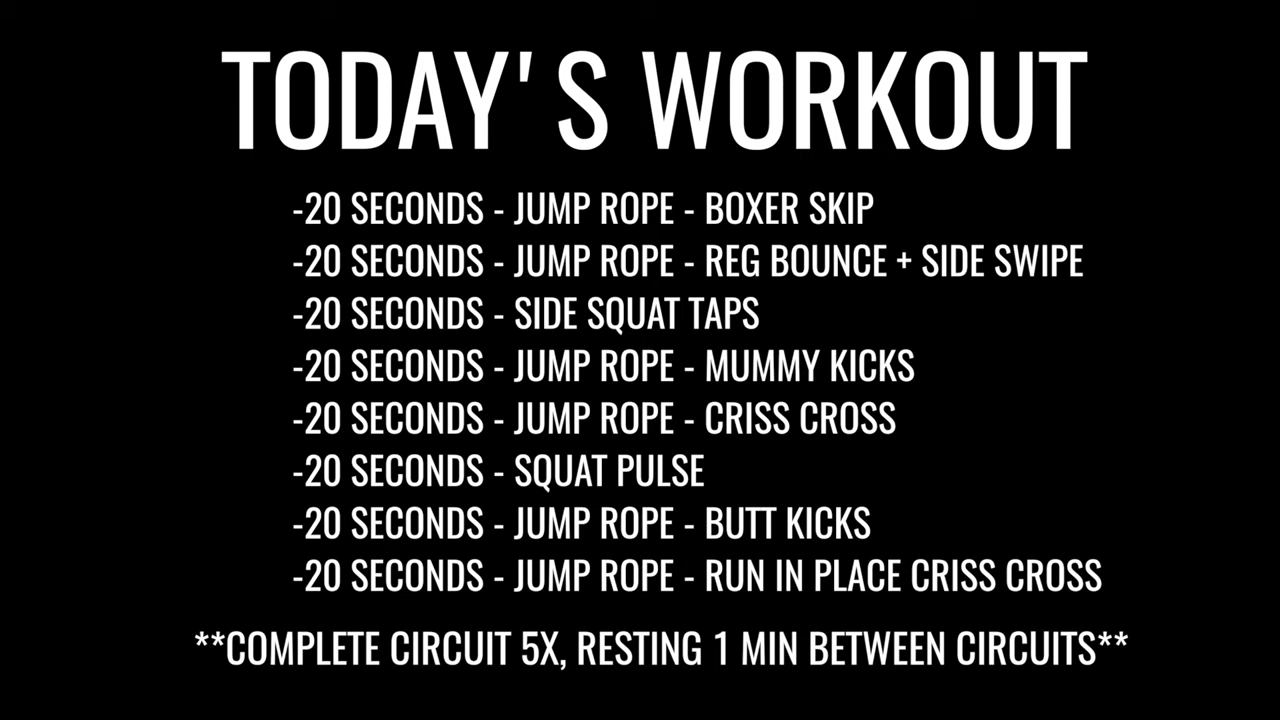 TODAY'S WORKOUT
-20 SECONDS - JUMP ROPE - BOXER SKIP
-20 SECONDS - JUMP ROPE - REG BOUNCE + SIDE SWIPE
-20 SECONDS - SIDE SQUAT TAPS
-20 SECONDS - JUMP ROPE - MUMMY KICKS
-20 SECONDS - JUMP ROPE - CRISS CROSS
-20 SECONDS - SQUAT PULSE
-20 SECONDS - JUMP ROPE - BUTT KICKS
-20 SECONDS - JUMP ROPE - RUN IN PLACE CRISS CROSS
**COMPLETE CIRCUIT 5X, RESTING 1 MIN BETWEEN CIRCUITS**